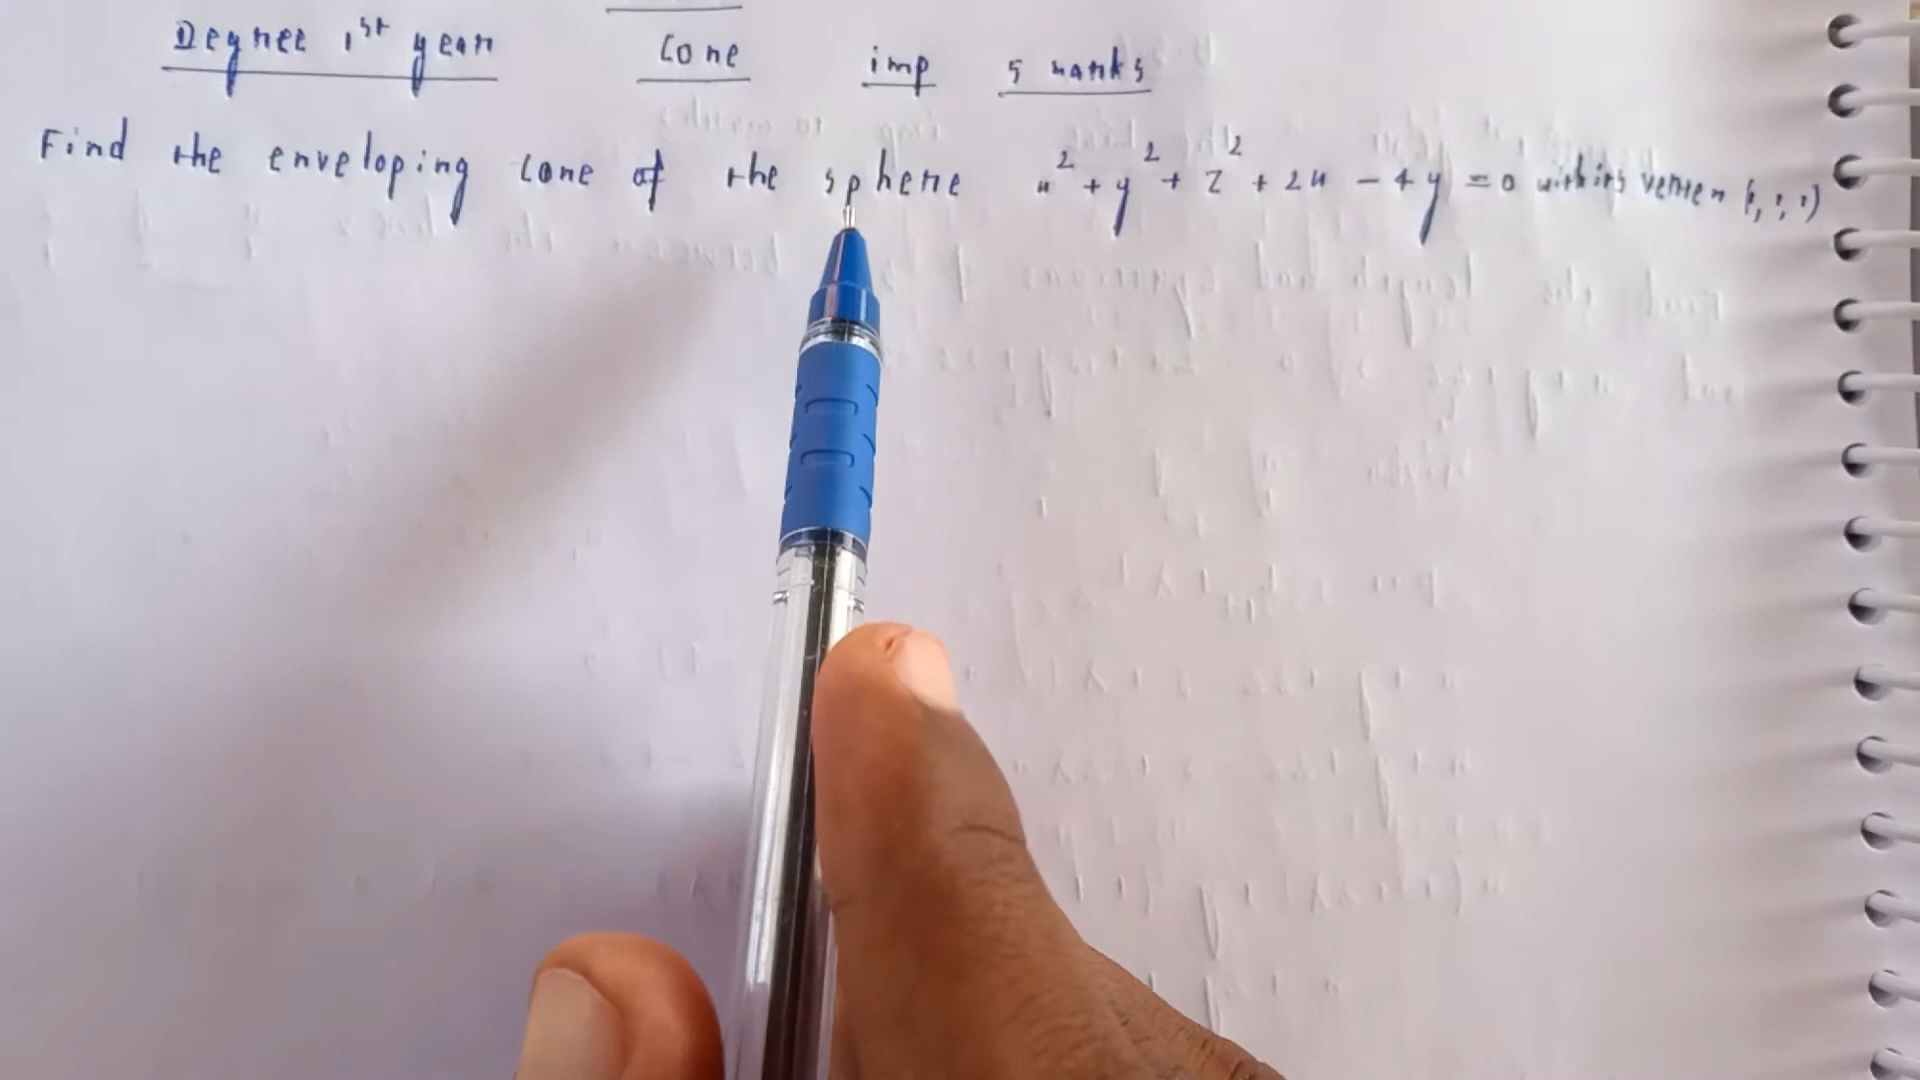 Degree 1st year Cone imp 5 marks
Find the enveloping cone of the sphere x² + y² + z² + 2x - 4y = 0 with its vertex (1, 1, 1)